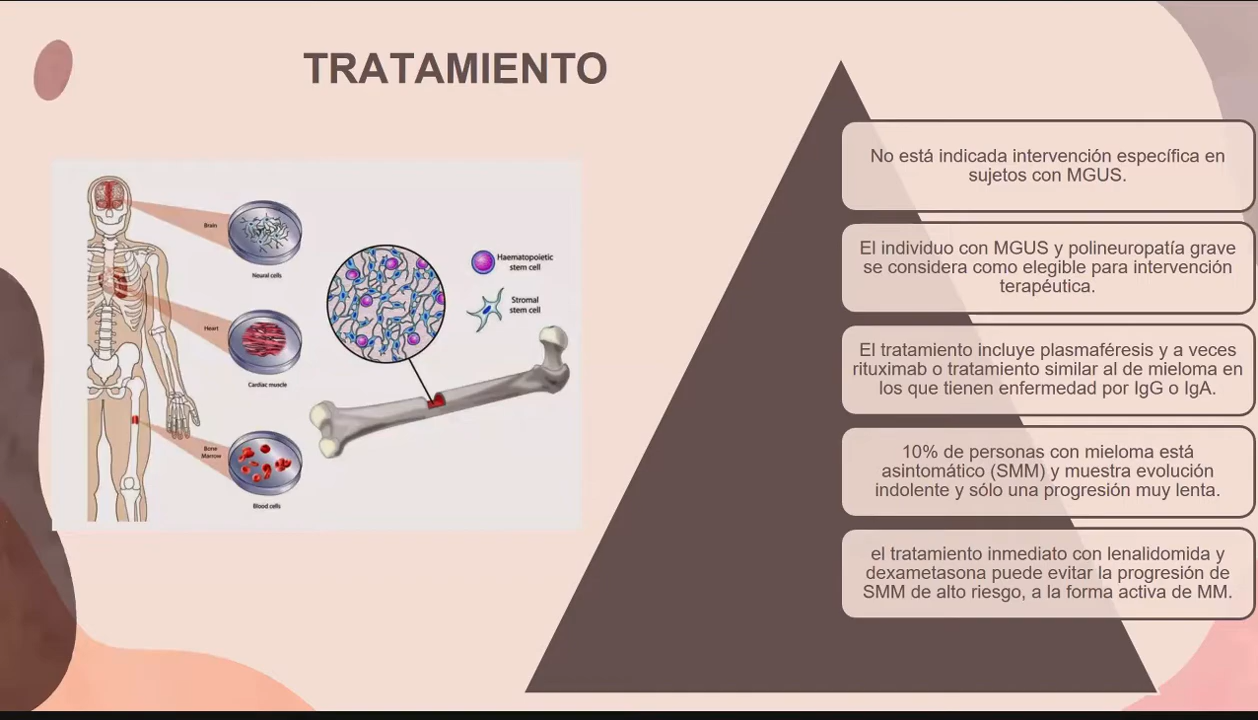 TRATAMIENTO
Brain
Neural cells
Heart
Cardiac muscle
Bone
Marrow
Blood cells
Haematopoietic
stem cell
Stromal
stem cell
No está indicada intervención específica en
sujetos con MGUS.
El individuo con MGUS y polineuropatía grave
se considera como elegible para intervención
terapéutica.
El tratamiento incluye plasmaféresis y a veces
rituximab o tratamiento similar al de mieloma en
los que tienen enfermedad por IgG o IgA.
10% de personas con mieloma está
asintomático (SMM) y muestra evolución
indolente y sólo una progresión muy lenta.
el tratamiento inmediato con lenalidomida y
dexametasona puede evitar la progresión de
SMM de alto riesgo, a la forma activa de MM.